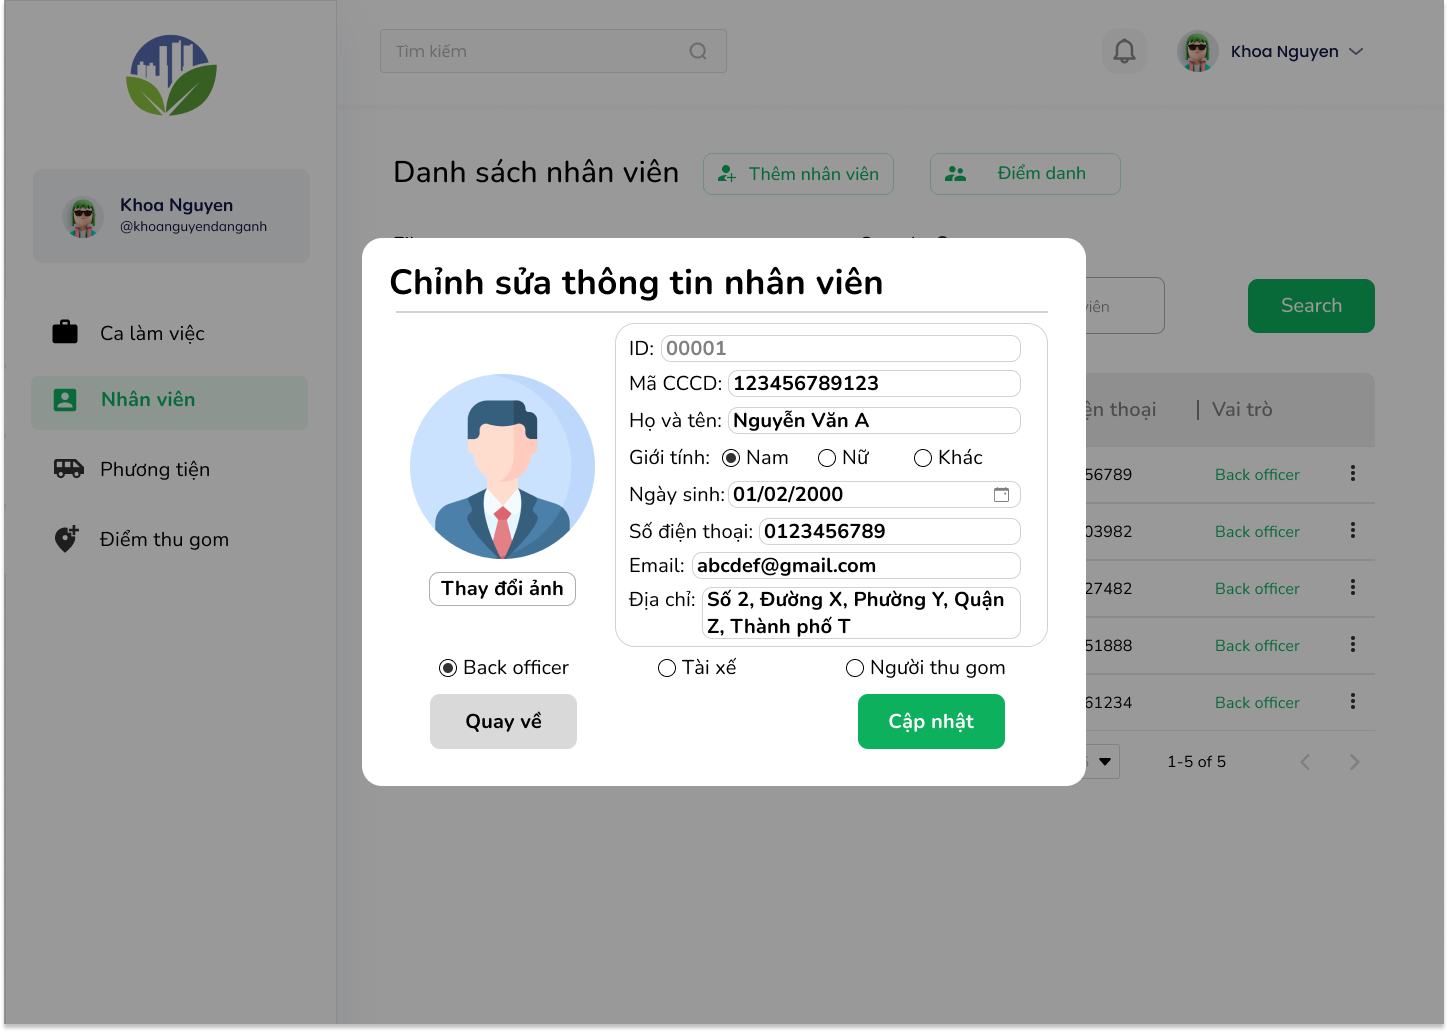 Tìm kiếm
Khoa Nguyen
Danh sách nhân viên
Thêm nhân viên
Điểm danh
Khoa Nguyen
@khoanguyendanganh
Chỉnh sửa thông tin nhân viên
Search
Ca làm việc
ID: 00001
Mã CCCD: 123456789123
Nhân viên
Họ và tên: Nguyễn Văn A
Vai trò
Giới tính: Nam Nữ Khác
Phương tiện
56789 Back officer
Ngày sinh: 01/02/2000
Số điện thoại: 0123456789
03982 Back officer
Điểm thu gom
Email: abcdef@gmail.com
Thay đổi ảnh
27482 Back officer
Địa chỉ: Số 2, Đường X, Phường Y, Quận
Z, Thành phố T
51888 Back officer
Back officer Tài xế Người thu gom
61234 Back officer
Quay về
Cập nhật
1-5 of 5